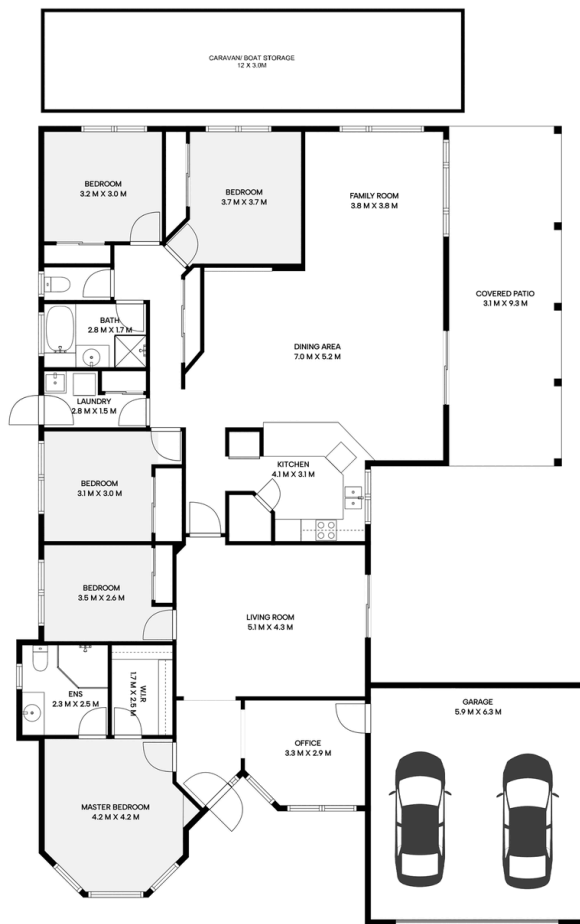 CARAVAN/ BOAT STORAGE
12 X 3.0M
BEDROOM
3.2 M X 3.0 M
BEDROOM
3.7 M X 3.7 M
FAMILY ROOM
3.8 M X 3.8 M
COVERED PATIO
3.1 M X 9.3 M
BATH
2.8 M X 1.7 M
DINING AREA
7.0 M X 5.2 M
LAUNDRY
2.8 M X 1.5 M
KITCHEN
4.1 M X 3.1 M
BEDROOM
3.1 M X 3.0 M
BEDROOM
3.5 M X 2.6 M
LIVING ROOM
5.1 M X 4.3 M
ENS
2.3 M X 2.5 M
W.I.R
1.7 M X 2.5 M
GARAGE
5.9 M X 6.3 M
OFFICE
3.3 M X 2.9 M
MASTER BEDROOM
4.2 M X 4.2 M